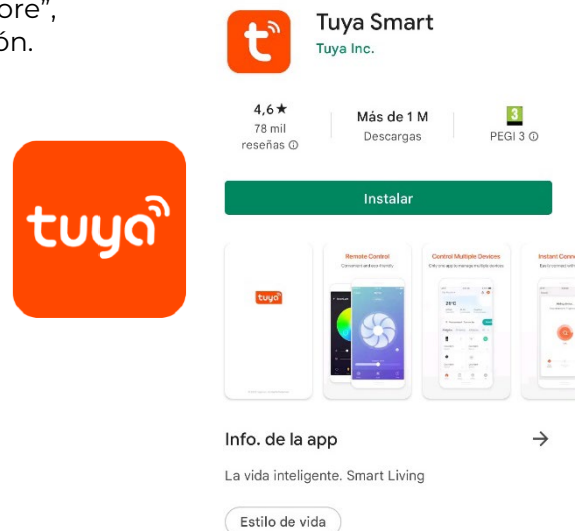 ore”,
ón.
tuya
Tuya Smart
Tuya Inc.
4,6★
78 mil
reseñas
Más de 1 M
Descargas
3
PEGI 3
Instalar
tuya
Remote Control
Control Multiple Devices
Instant Conn
Info. de la app
La vida inteligente. Smart Living
Estilo de vida